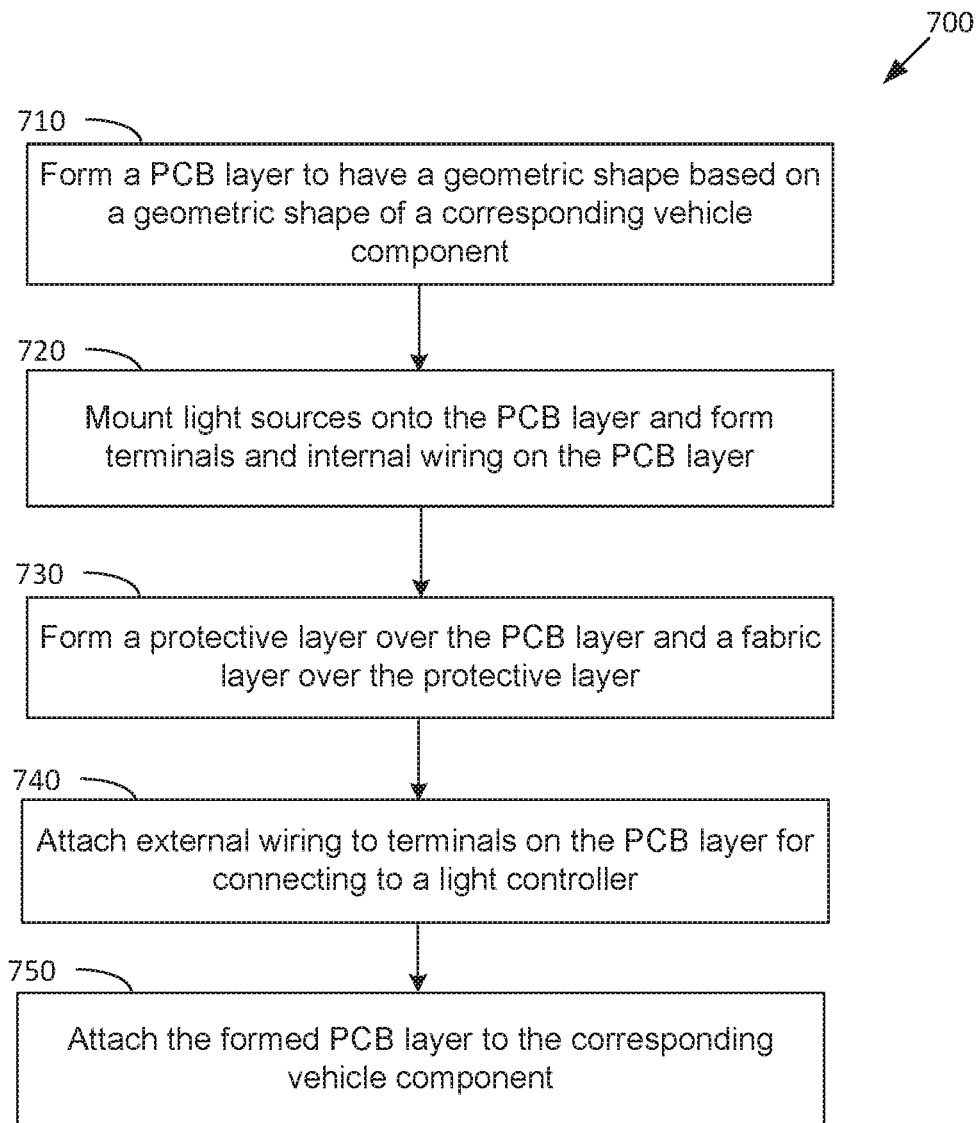 700
710
Form a PCB layer to have a geometric shape based on
a geometric shape of a corresponding vehicle
component
720
Mount light sources onto the PCB layer and form
terminals and internal wiring on the PCB layer
730
Form a protective layer over the PCB layer and a fabric
layer over the protective layer
740
Attach external wiring to terminals on the PCB layer for
connecting to a light controller
750
Attach the formed PCB layer to the corresponding
vehicle component